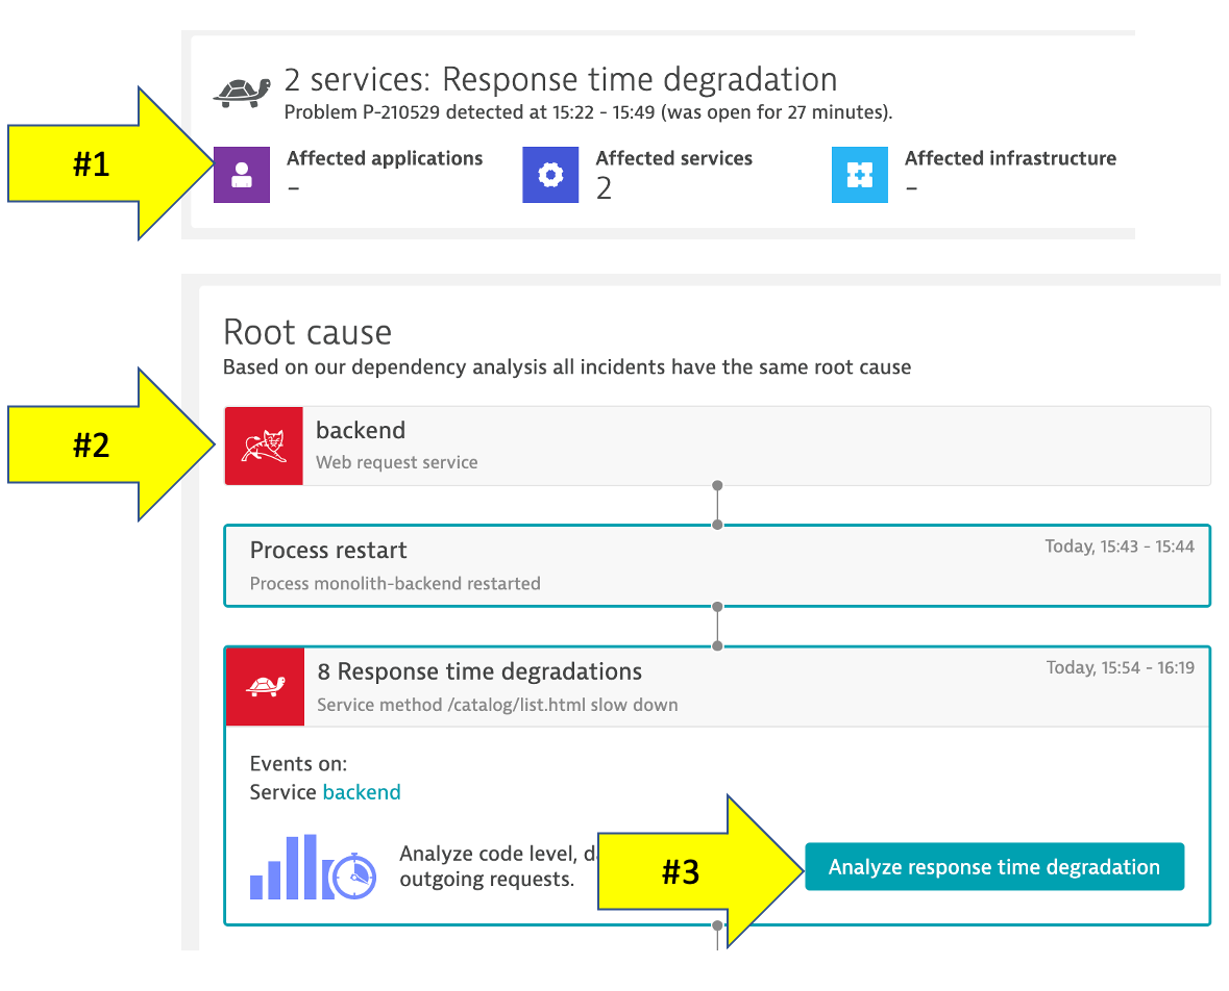 2 services: Response time degradation
Problem P-210529 detected at 15:22 - 15:49 (was open for 27 minutes).
#1
Affected applications
–
Affected services
2
Affected infrastructure
–
Root cause
Based on our dependency analysis all incidents have the same root cause
#2
backend
Web request service
Process restart
Today, 15:43 - 15:44
Process monolith-backend restarted
8 Response time degradations
Today, 15:54 - 16:19
Service method /catalog/list.html slow down
Events on:
Service backend
Analyze code level,
outgoing requests.
#3
Analyze response time degradation